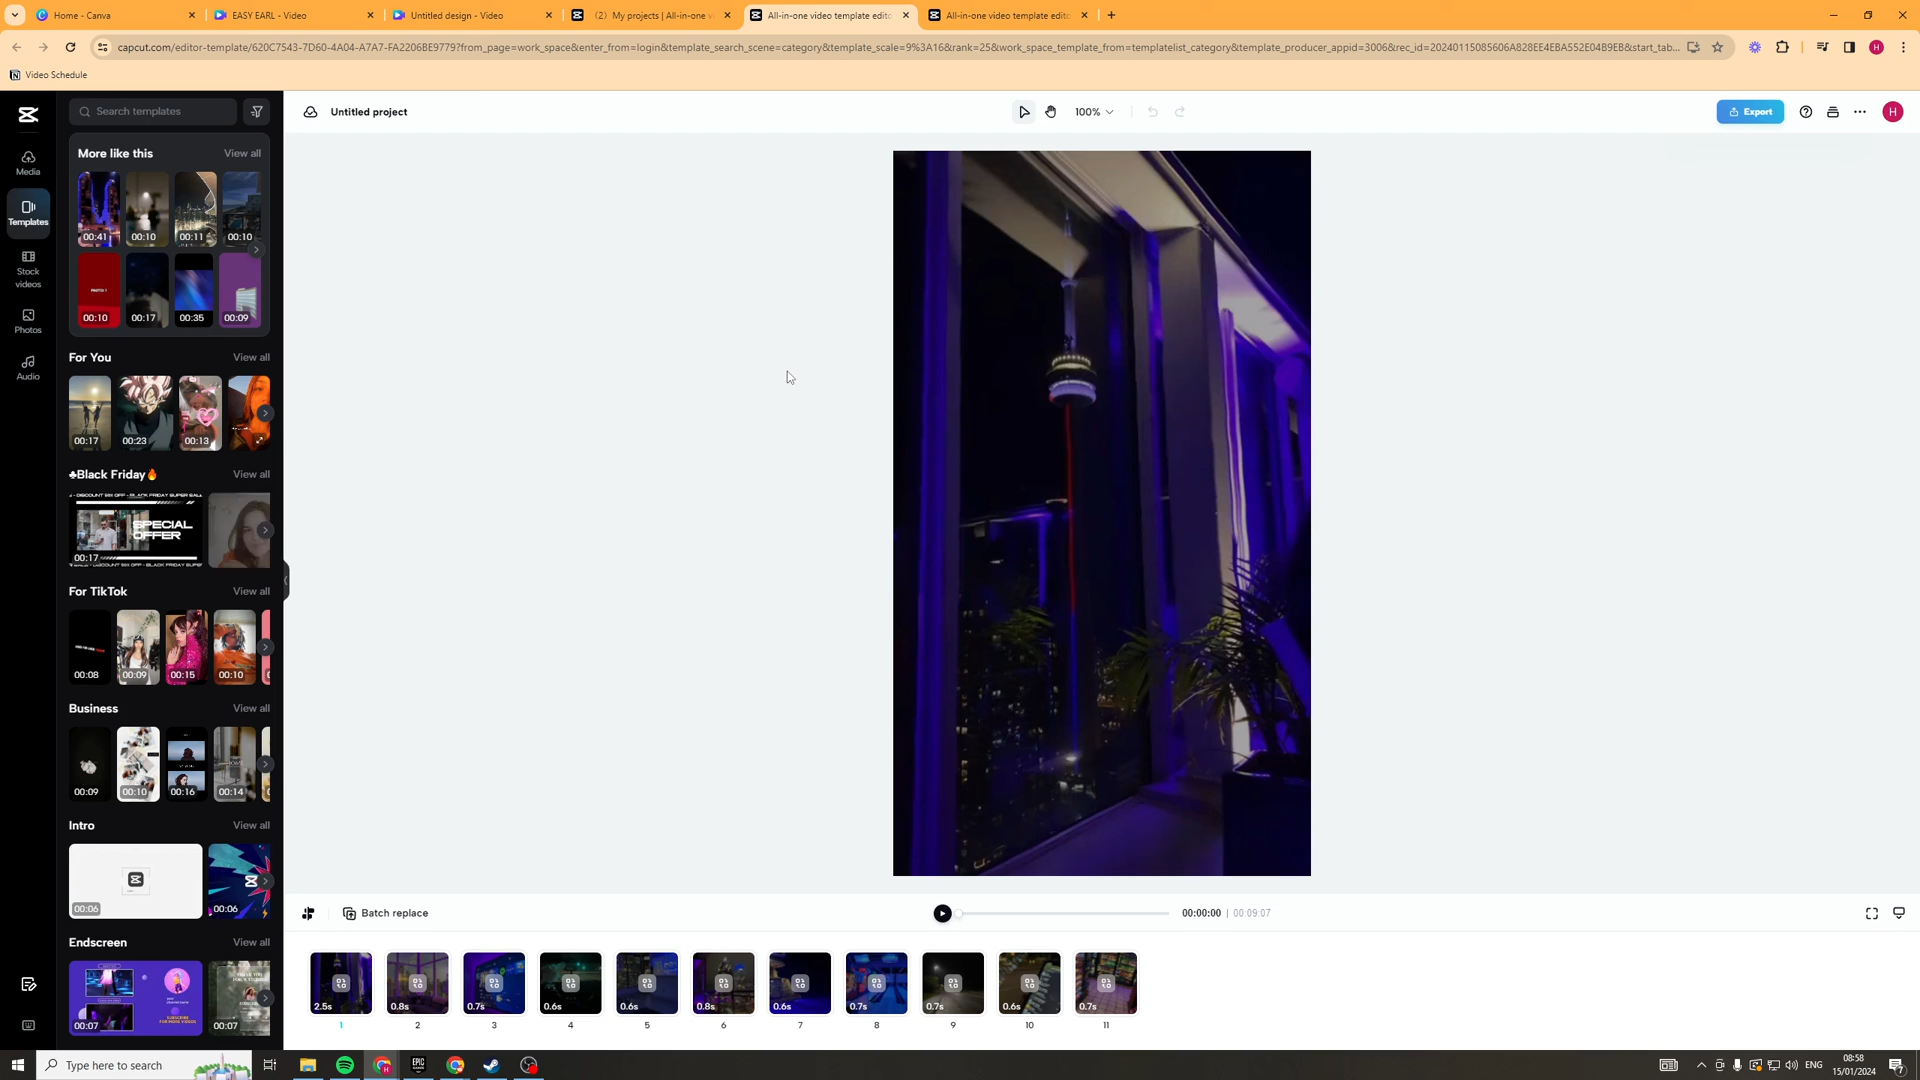 Home - Canva
EASY EARL - Video
Untitled design - Video
(2) My projects | All-in-one v
All-in-one video template edito
All-in-one video template edito
capcut.com/editor-template/620C7543-7D60-4A04-A7A7-FA2206BE9779?from_page=work_space&enter_from=login&template_search_scene=category&template_scale=9%3A16&rank=25&work_space_template_from=templatelist_category&template_producer_appid=3006&rec_id=20240115085606A828EE4EBA552E04B9EB&start_tab...
H
Video Schedule
Search templates
Untitled project
100%
Export
H
Media
Templates
Stock videos
Photos
Audio
More like this
View all
00:41
00:10
00:11
00:10
00:10
00:17
00:35
00:09
For You
View all
00:17
00:23
00:13
♣Black Friday🔥
View all
SPECIAL
OFFER
00:17
For TikTok
View all
00:08
00:09
00:15
00:10
Business
View all
00:09
00:10
00:16
00:14
Intro
View all
00:06
00:06
Endscreen
View all
00:07
00:07
Batch replace
00:00:00 | 00:09:07
2.5s
0.8s
0.7s
0.6s
0.6s
0.8s
0.6s
0.7s
0.7s
0.6s
0.7s
1
2
3
4
5
6
7
8
9
10
11
Type here to search
EPIC
ENG
08:58
15/01/2024
7